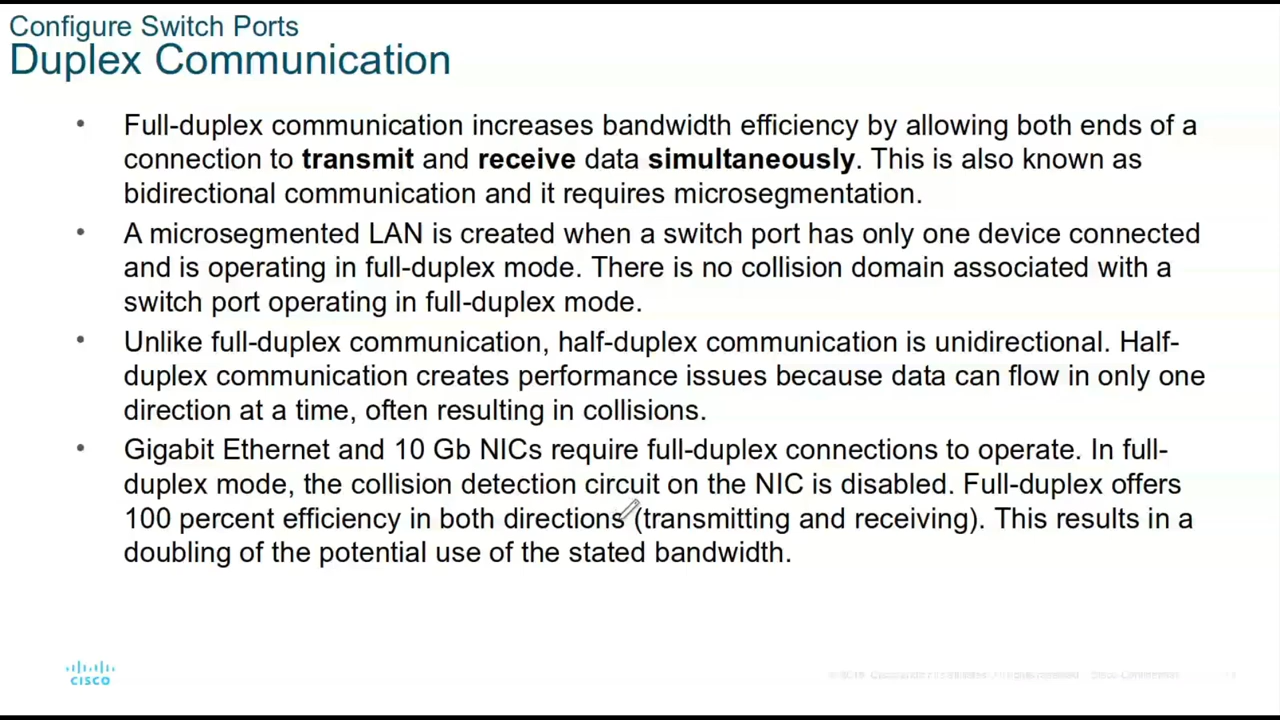 Configure Switch Ports
Duplex Communication
• Full-duplex communication increases bandwidth efficiency by allowing both ends of a
connection to transmit and receive data simultaneously. This is also known as
bidirectional communication and it requires microsegmentation.
• A microsegmented LAN is created when a switch port has only one device connected
and is operating in full-duplex mode. There is no collision domain associated with a
switch port operating in full-duplex mode.
• Unlike full-duplex communication, half-duplex communication is unidirectional. Half-
duplex communication creates performance issues because data can flow in only one
direction at a time, often resulting in collisions.
• Gigabit Ethernet and 10 Gb NICs require full-duplex connections to operate. In full-
duplex mode, the collision detection circuit on the NIC is disabled. Full-duplex offers
100 percent efficiency in both directions (transmitting and receiving). This results in a
doubling of the potential use of the stated bandwidth.
CISCO